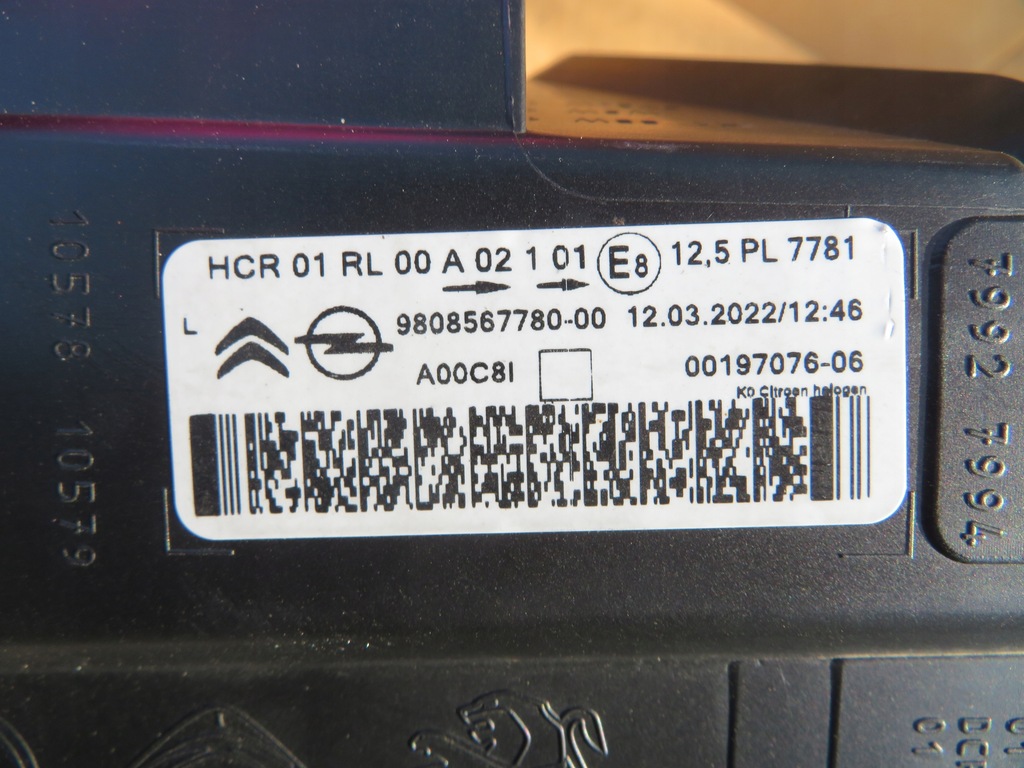 HCR 01 RL 00 A 02 1 01 E8 12,5 PL 7781
L
9808567780-00 12.03.2022/12:46
A00C8I 00197076-06
K0 Citroen halogen
10578 10579
7992 7994
01